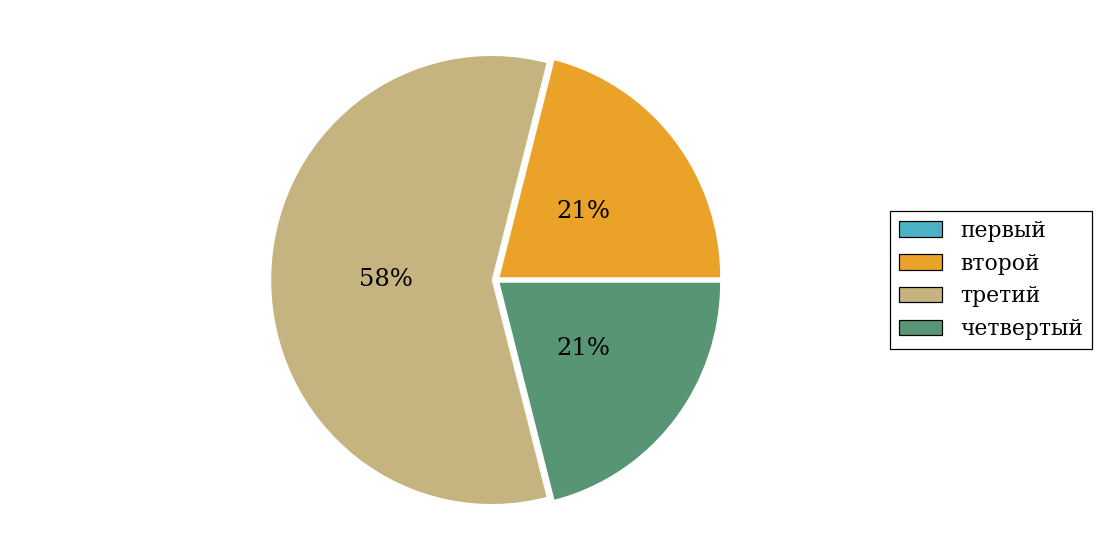 21%
58%
21%
первый
второй
третий
четвертый